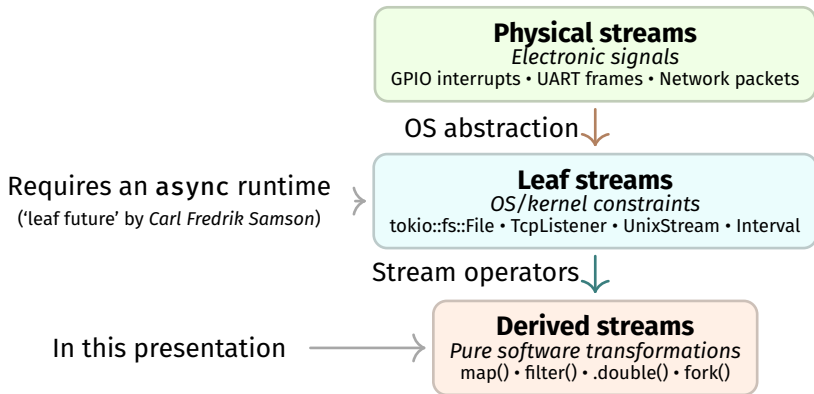 Physical streams
Electronic signals
GPIO interrupts • UART frames • Network packets
OS abstraction
Requires an async runtime
(‘leaf future’ by Carl Fredrik Samson)
Leaf streams
OS/kernel constraints
tokio::fs::File • TcpListener • UnixStream • Interval
Stream operators
In this presentation
Derived streams
Pure software transformations
map() • filter() • .double() • fork()